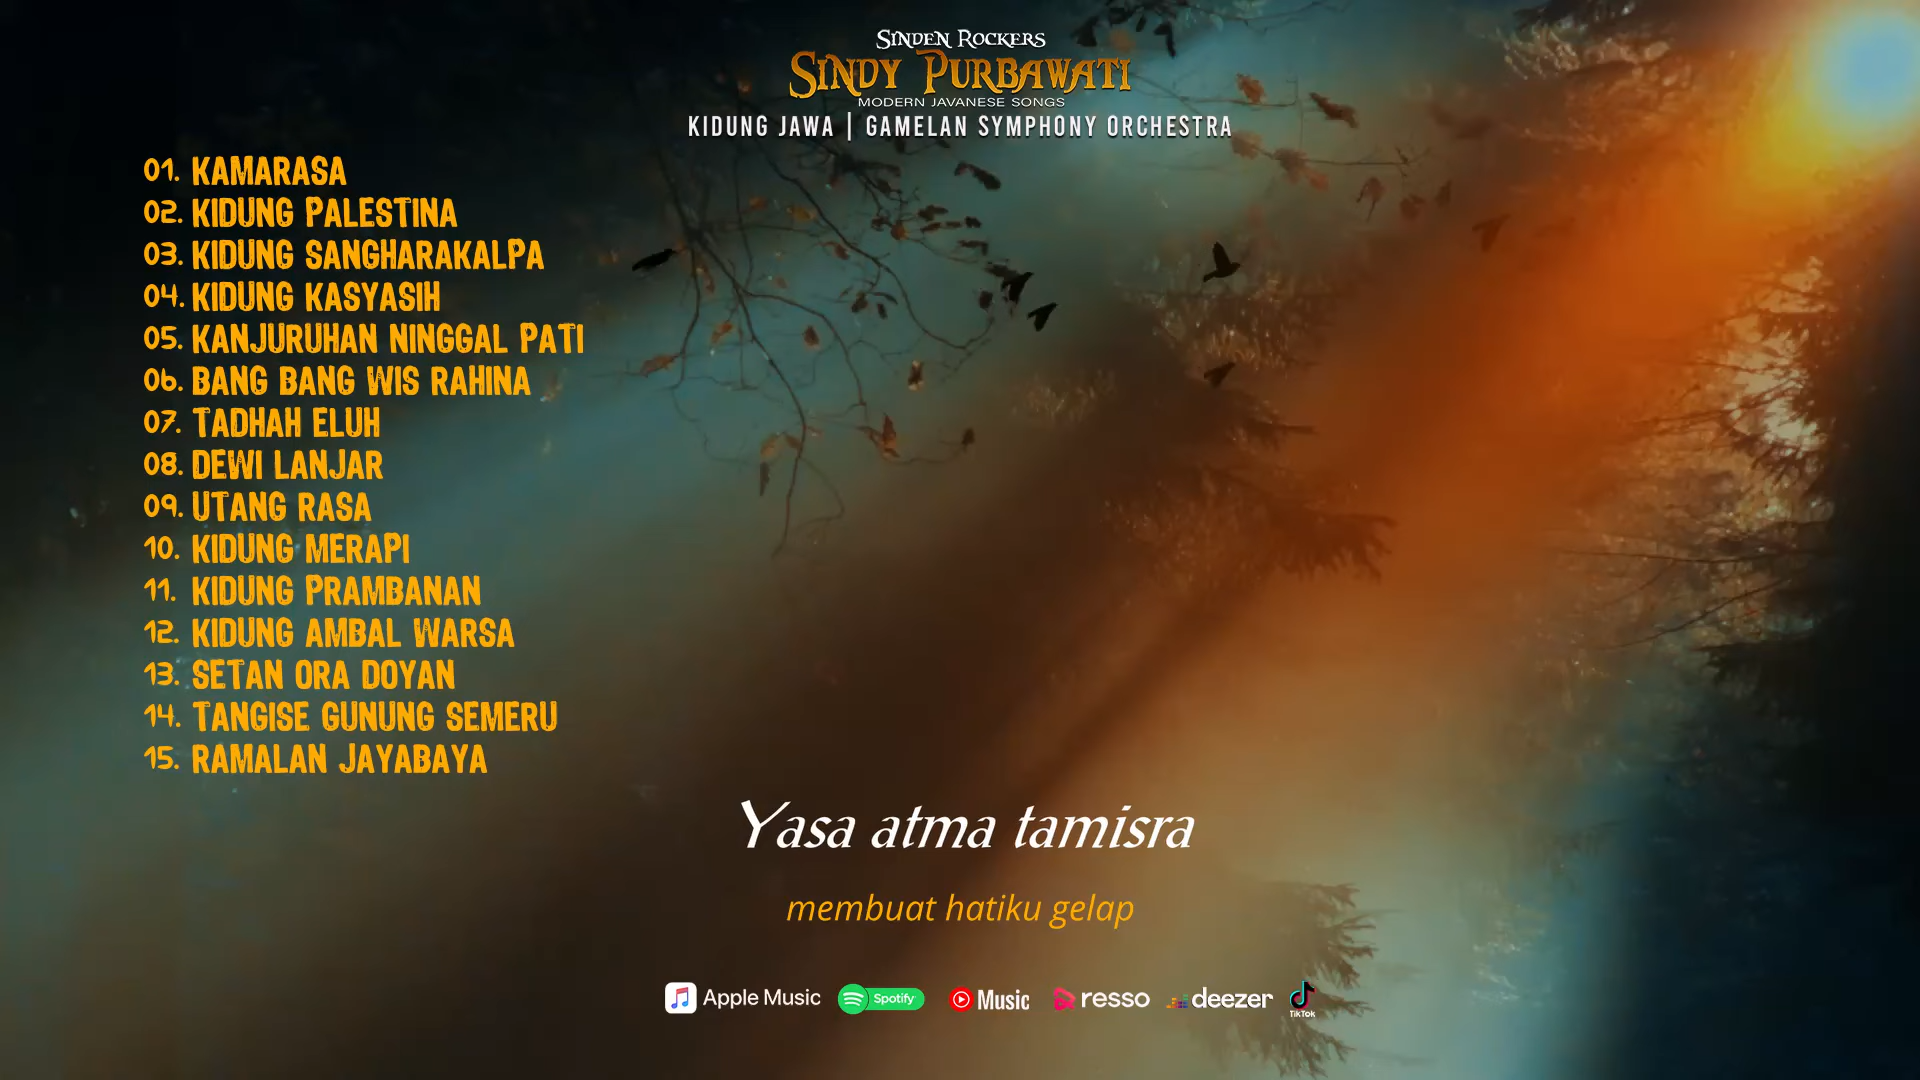 SINDEN ROCKERS
SINDY PURBAWATI
MODERN JAVANESE SONGS
KIDUNG JAWA | GAMELAN SYMPHONY ORCHESTRA
01. KAMARASA
02. KIDUNG PALESTINA
03. KIDUNG SANGHARAKALPA
04. KIDUNG KASYASIH
05. KANJURUHAN NINGGAL PATI
06. BANG BANG WIS RAHINA
07. TADHAH ELUH
08. DEWI LANJAR
09. UTANG RASA
10. KIDUNG MERAPI
11. KIDUNG PRAMBANAN
12. KIDUNG AMBAL WARSA
13. SETAN ORA DOYAN
14. TANGISE GUNUNG SEMERU
15. RAMALAN JAYABAYA
Yasa atma tamisra
membuat hatiku gelap
Apple Music Spotify Music resso deezer TikTok